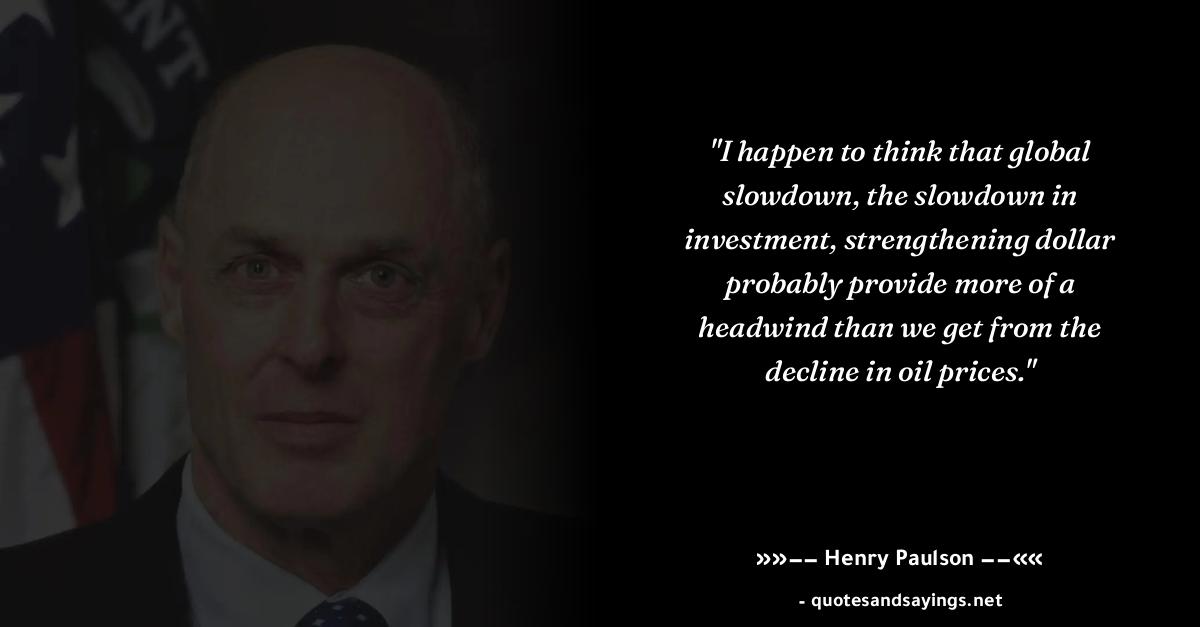 NT
"I happen to think that global
slowdown, the slowdown in
investment, strengthening dollar
probably provide more of a
headwind than we get from the
decline in oil prices."
»»−− Henry Paulson −−««
- quotesandsayings.net